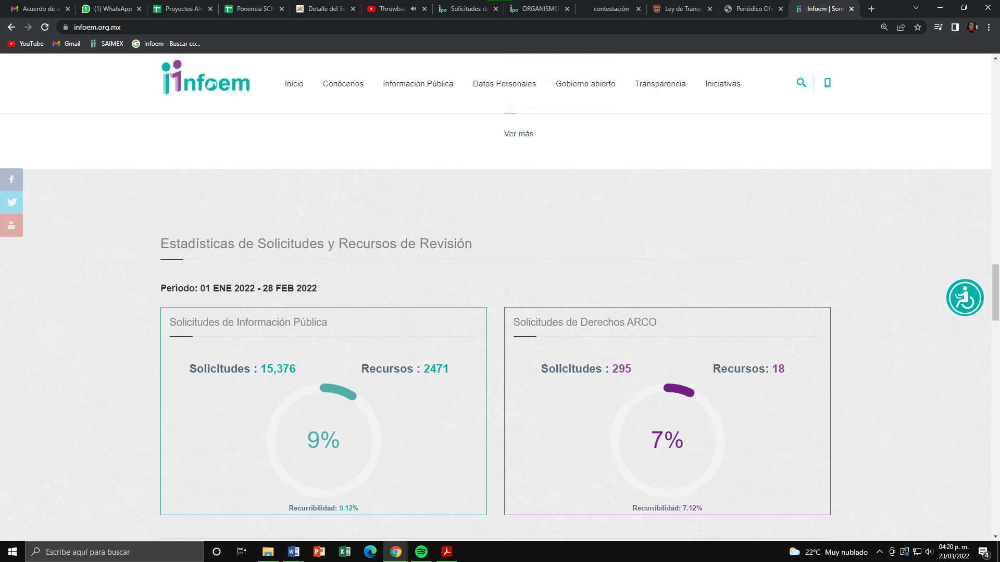 Acuerdo de a
(1) WhatsApp
Proyectos Ale
Ponencia SCM
Detalle del Se
Throwbac
Solicitudes de
ORGANISMO
contestación
Ley de Transp
Periódico Ofic
Infoem | Som
infoem.org.mx
YouTube
Gmail
SAIMEX
infoem - Buscar co...
infoem
Inicio
Conócenos
Información Pública
Datos Personales
Gobierno abierto
Transparencia
Iniciativas
Ver más
Estadísticas de Solicitudes y Recursos de Revisión
Período: 01 ENE 2022 - 28 FEB 2022
Solicitudes de Información Pública
Solicitudes : 15,376
Recursos : 2471
9%
Recurribilidad: 9.12%
Solicitudes de Derechos ARCO
Solicitudes : 295
Recursos: 18
7%
Recurribilidad: 7.12%
Escribe aquí para buscar
22°C Muy nublado
04:20 p. m.
23/03/2022
4